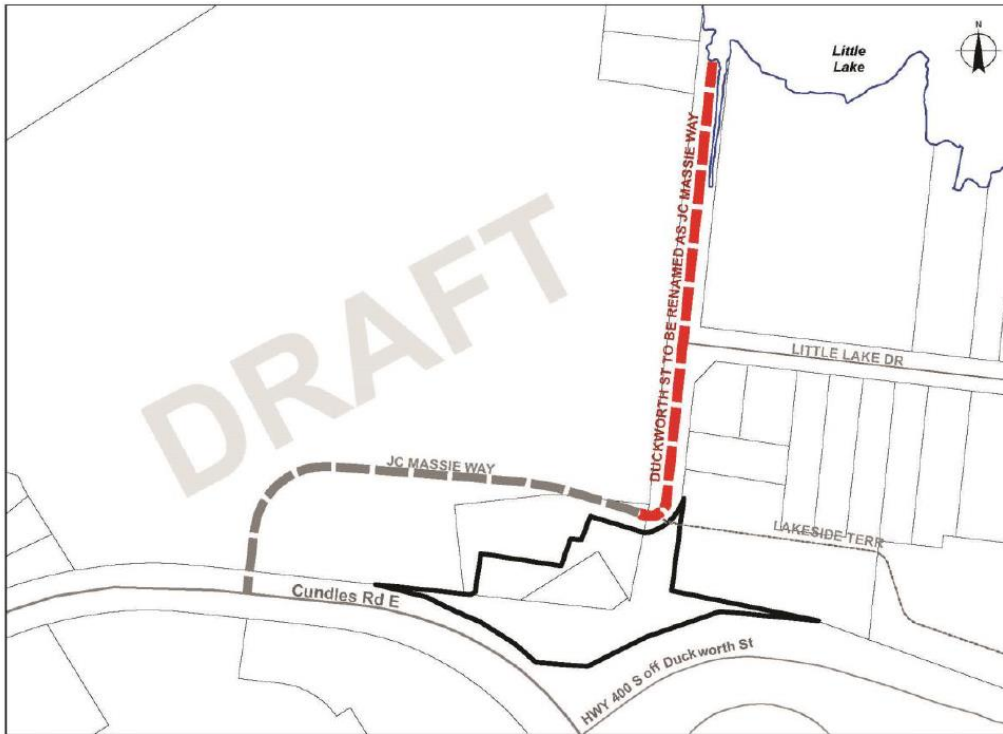 N
Little
Lake
DUCKWORTH ST TO BE RENAMED AS JC MASSIE WAY
LITTLE LAKE DR
DRAFT
JC MASSIE WAY
LAKESIDE TERR
Cundles Rd E
HWY 400 S off Duckworth St